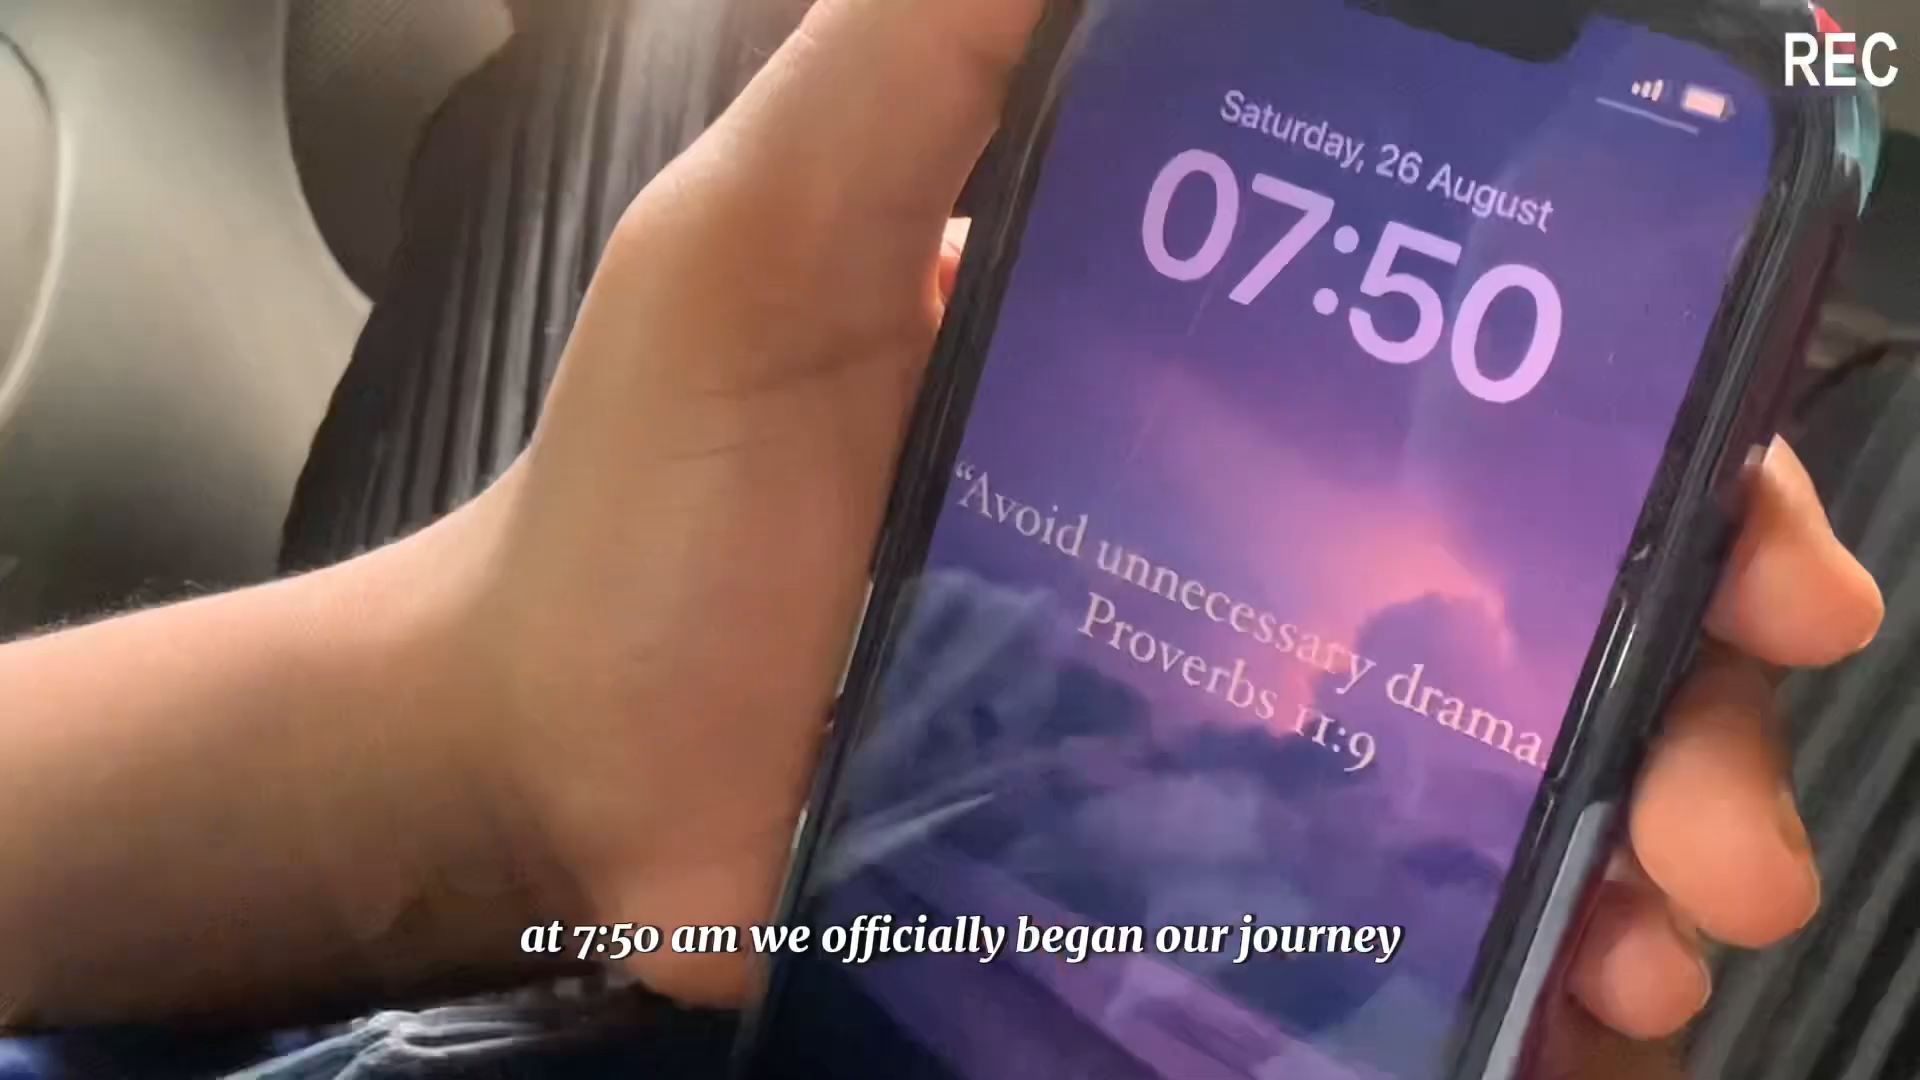 REC
Saturday, 26 August
07:50
“Avoid unnecessary drama.
Proverbs 11:9
at 7:50 am we officially began our journey